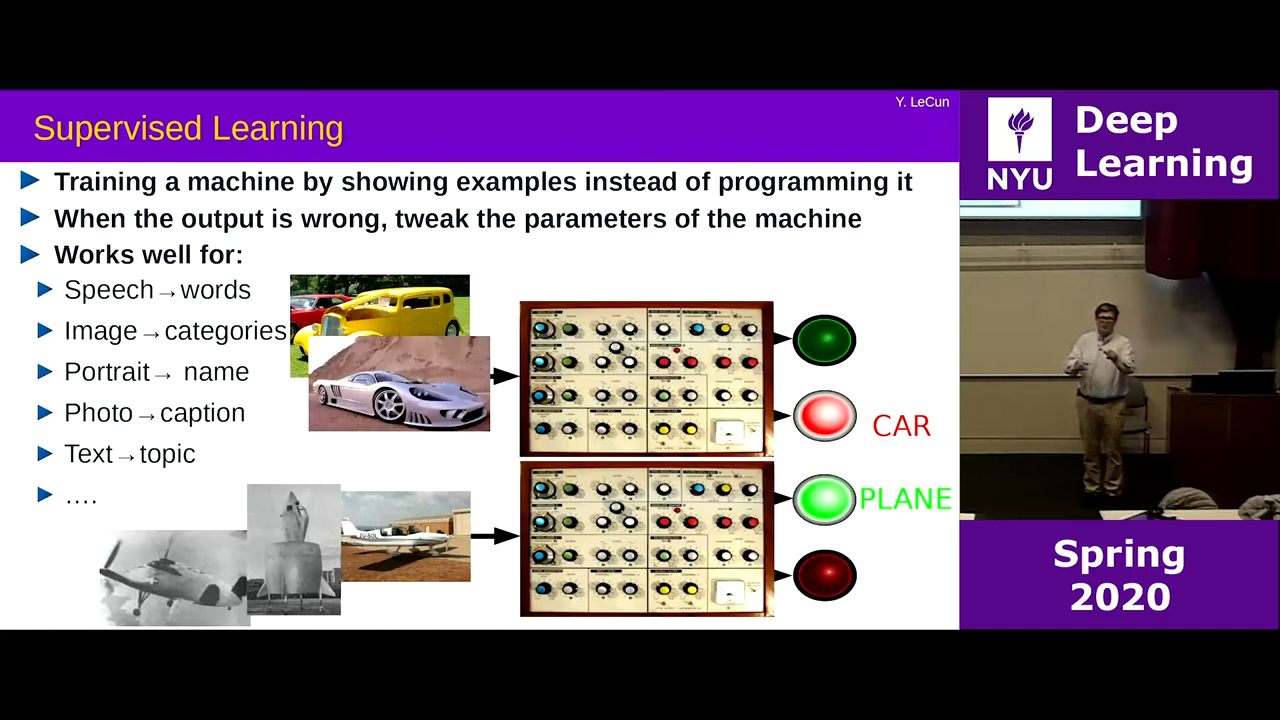 Y. LeCun
Supervised Learning
Training a machine by showing examples instead of programming it
When the output is wrong, tweak the parameters of the machine
Works well for:
Speech→words
Image→categories
Portrait→ name
Photo→caption
Text→topic
….
CAR
PLANE
NYU
Deep
Learning
Spring
2020